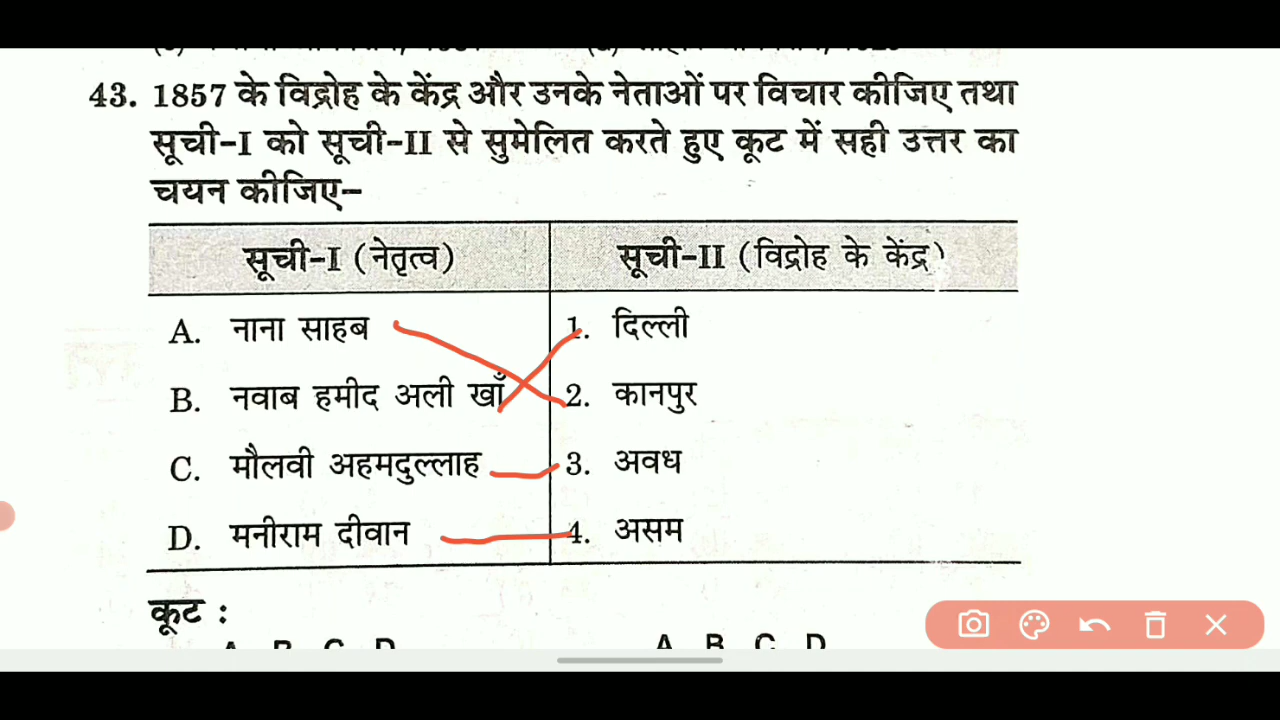 43. 1857 के विद्रोह के केंद्र और उनके नेताओं पर विचार कीजिए तथा
सूची-I को सूची-II से सुमेलित करते हुए कूट में सही उत्तर का
चयन कीजिए–
सूची-I (नेतृत्व) सूची-II (विद्रोह के केंद्र)
A. नाना साहब 1. दिल्ली
B. नवाब हमीद अली खाँ 2. कानपुर
C. मौलवी अहमदुल्लाह 3. अवध
D. मनीराम दीवान 4. असम
कूट :
A B C D A B C D